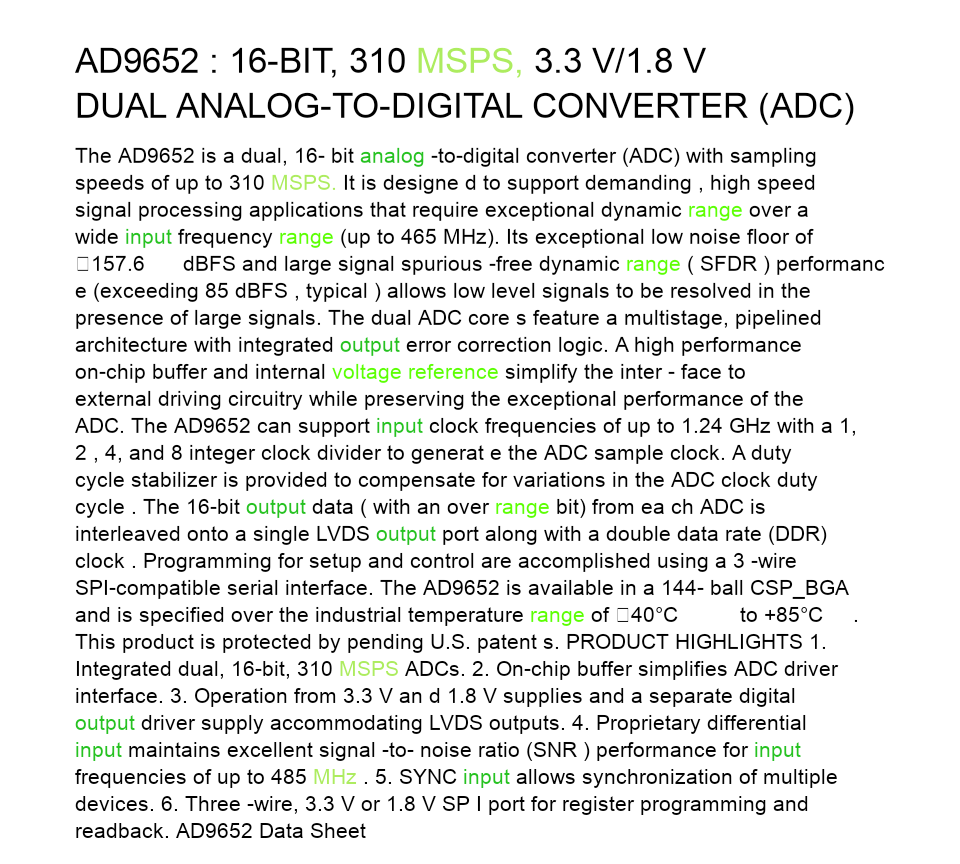 AD9652 : 16-BIT, 310 MSPS, 3.3 V/1.8 V
DUAL ANALOG-TO-DIGITAL CONVERTER (ADC)
The AD9652 is a dual, 16- bit analog -to-digital converter (ADC) with sampling
speeds of up to 310 MSPS. It is designe d to support demanding , high speed
signal processing applications that require exceptional dynamic range over a
wide input frequency range (up to 465 MHz). Its exceptional low noise floor of
□157.6 dBFS and large signal spurious -free dynamic range ( SFDR ) performanc
e (exceeding 85 dBFS , typical ) allows low level signals to be resolved in the
presence of large signals. The dual ADC core s feature a multistage, pipelined
architecture with integrated output error correction logic. A high performance
on-chip buffer and internal voltage reference simplify the inter - face to
external driving circuitry while preserving the exceptional performance of the
ADC. The AD9652 can support input clock frequencies of up to 1.24 GHz with a 1,
2 , 4, and 8 integer clock divider to generat e the ADC sample clock. A duty
cycle stabilizer is provided to compensate for variations in the ADC clock duty
cycle . The 16-bit output data ( with an over range bit) from ea ch ADC is
interleaved onto a single LVDS output port along with a double data rate (DDR)
clock . Programming for setup and control are accomplished using a 3 -wire
SPI-compatible serial interface. The AD9652 is available in a 144- ball CSP_BGA
and is specified over the industrial temperature range of □40°C to +85°C .
This product is protected by pending U.S. patent s. PRODUCT HIGHLIGHTS 1.
Integrated dual, 16-bit, 310 MSPS ADCs. 2. On-chip buffer simplifies ADC driver
interface. 3. Operation from 3.3 V an d 1.8 V supplies and a separate digital
output driver supply accommodating LVDS outputs. 4. Proprietary differential
input maintains excellent signal -to- noise ratio (SNR ) performance for input
frequencies of up to 485 MHz . 5. SYNC input allows synchronization of multiple
devices. 6. Three -wire, 3.3 V or 1.8 V SP I port for register programming and
readback. AD9652 Data Sheet